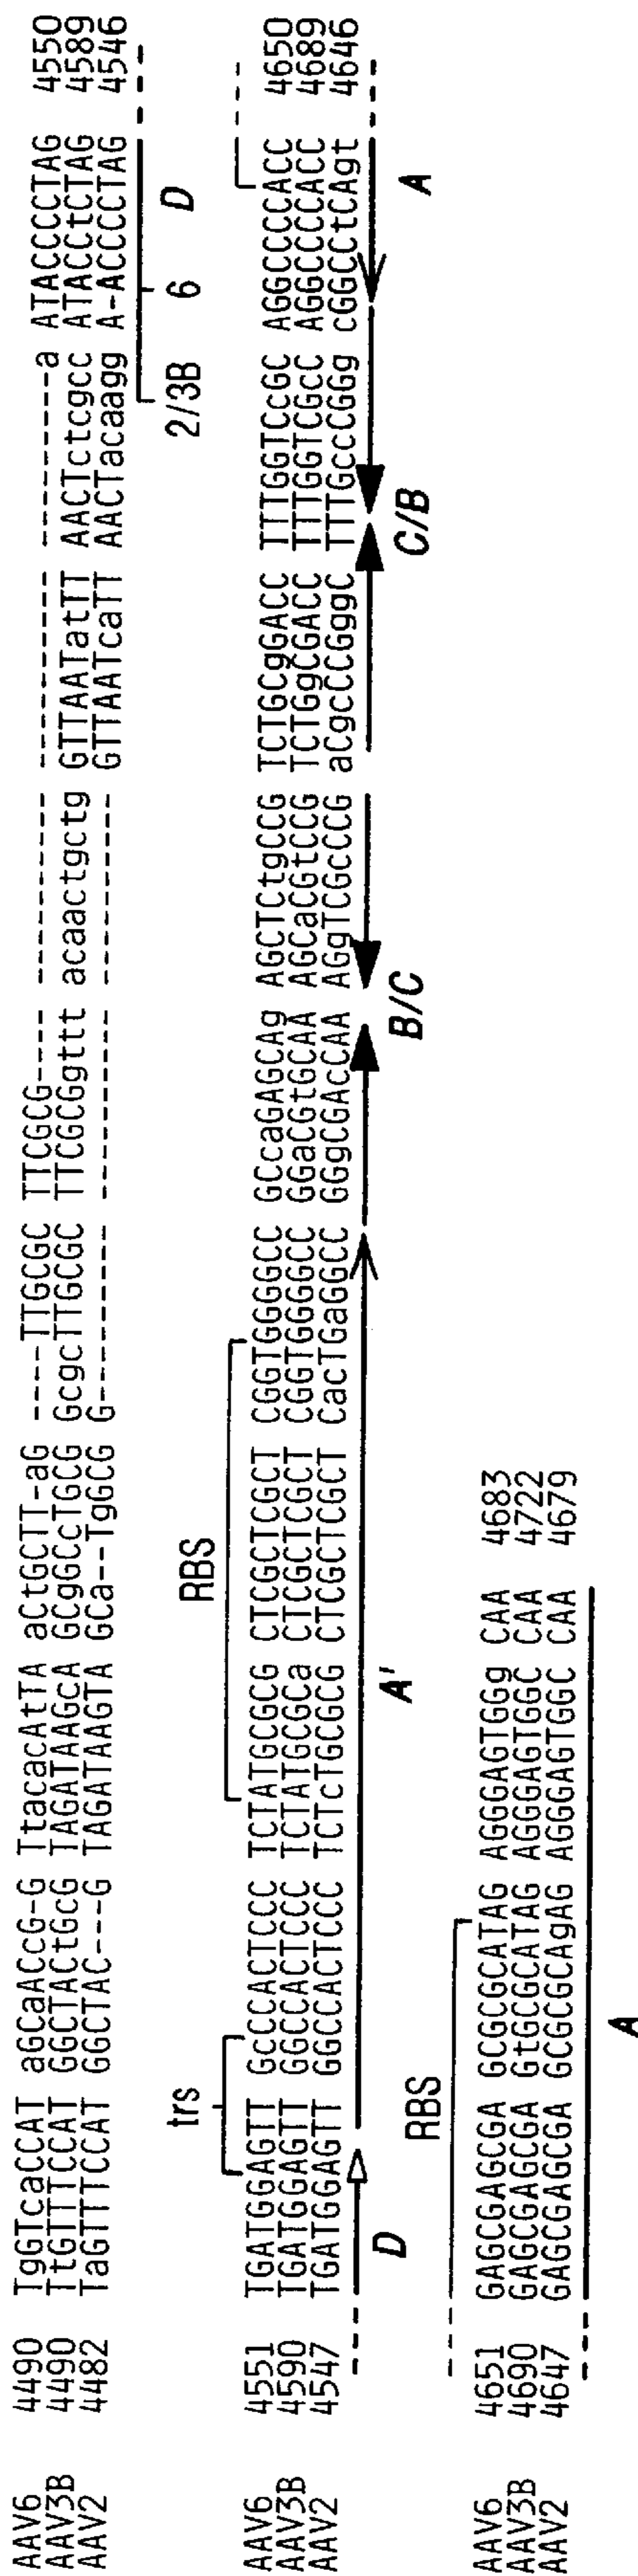 AAV6 4490 TgGTcaCCAT aGCaACcG-G TtacacAtTA aCtGCTT-aG ----TTGCGC TTCGCG---- ---------- ---------- ---------a ATACCCCTAG 4550
AAV3B 4490 TtGTTTCCAT GGCTACtGcG TAGATAAGCA GCgGCcTGCG GcgcTTGCGC TTCGCGgttt acaactgctg GTTAATatTT AACTctcgcc ATACCtCTAG 4589
AAV2 4482 TaGTTTCCAT GGCTAC---G TAGATAAGTA GCa--TgGCG G--------- ---------- ---------- GTTAATcaTT AACTacaagg A-ACCCCTAG 4546
2/3B 6 D
trs RBS
AAV6 4551 TGATGGAGTT GcCCACTCCC TCTATGCGCG CTCGCTCGCT CGGTGGGGCC GCcaGAGCAg AGCTCtgCCG TCTGCgGACC TTTGGTCcGC AGGCCCCACC 4650
AAV3B 4590 TGATGGAGTT GGCCACTCCC TCTATGCGCa CTCGCTCGCT CGGTGGGGCC GGaCGtGCAA AGCaCGtCCG TCTGgCGACC TTTGGTCGCC AGGCCCCACC 4689
AAV2 4547 TGATGGAGTT GGCCACTCCC TCTcTGCGCG CTCGCTCGCT CacTGaGGCC GGgCGAcCAA AGgTCGcCCG aCgcCCGggC TTTGccCGGg cGGCCtCAgt 4646
D A' B/C C/B A
RBS
AAV6 4651 GAGCGAGCGA GCGCGCATAG AGGGAGTGGg CAA 4683
AAV3B 4690 GAGCGAGCGA GtGCGCATAG AGGGAGTGGC CAA 4722
AAV2 4647 GAGCGAGCGA GCGCGCAgAG AGGGAGTGGC CAA 4679
A